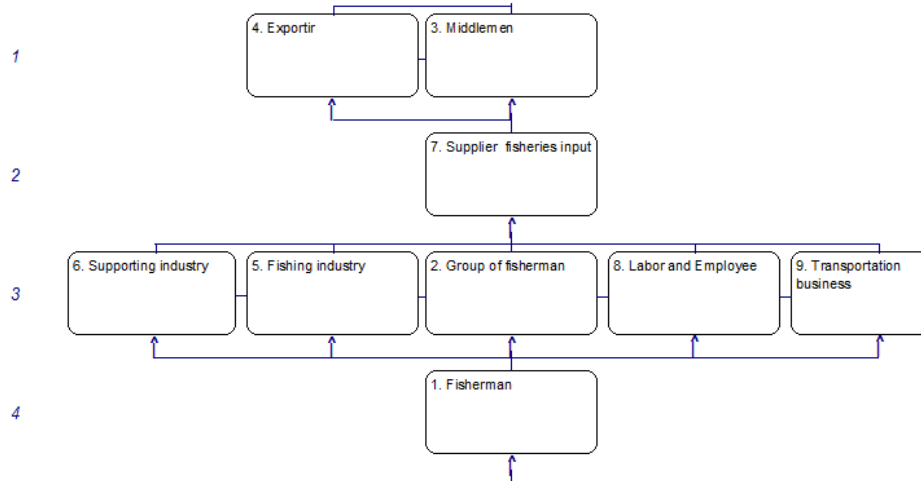 1
4. Exportir
3. Middlemen
2
7. Supplier fisheries input
3
6. Supporting industry
5. Fishing industry
2. Group of fisherman
8. Labor and Employee
9. Transportation
business
4
1. Fisherman